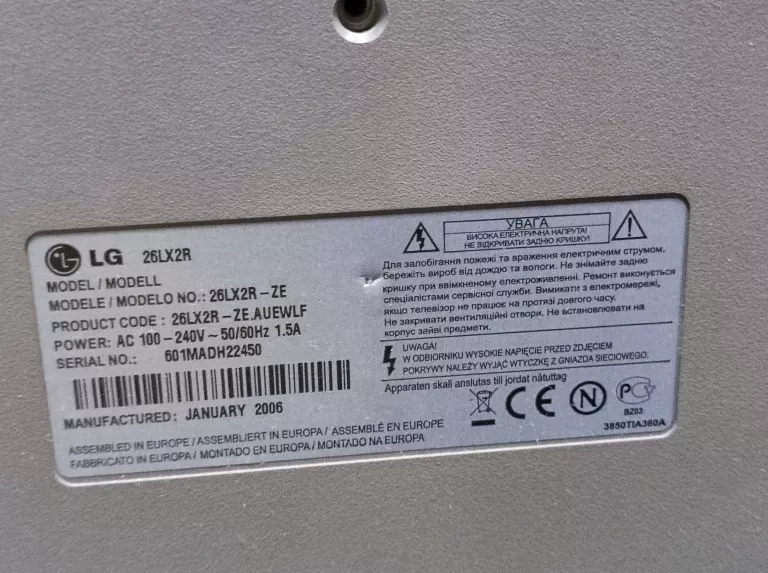 LG 26LX2R
MODEL / MODELL
MODELE / MODELO NO.: 26LX2R-ZE
PRODUCT CODE : 26LX2R-ZE.AUEWLF
POWER: AC 100-240V~50/60Hz 1.5A
SERIAL NO.: 601MADH22450
MANUFACTURED: JANUARY 2006
ASSEMBLED IN EUROPE / ASSEMBLIERT IN EUROPA / ASSEMBLÉ EN EUROPE
FABBRICATO IN EUROPA / MONTADO EN EUROPA / MONTADO NA EUROPA
УВАГА
ВИСОКА ЕЛЕКТРИЧНА НАПРУГА!
НЕ ВІДКРИВАТИ ЗАДНЮ КРИШКУ!
Для запобігання пожежі та враження електричним струмом,
бережіть вироб від дождю та вологи. Не знімайте задню
кришку при ввімкненому електроживленні. Ремонт виконується
спеціалістами сервісної служби. Вимикати з електромережі,
якщо телевізор не працює на протязі довгого часу.
Не закривати вентиляційні отвори. Не встановлювати на
корпус зайві предмети.
UWAGA!
W ODBIORNIKU WYSOKIE NAPIĘCIE PRZED ZDJĘCIEM
POKRYWY NALEŻY WYJĄĆ WTYCZKĘ Z GNIAZDA SIECIOWEGO.
Apparaten skall anslutas till jordat nätuttag
CE N PG
BZ03
3850TIA360A